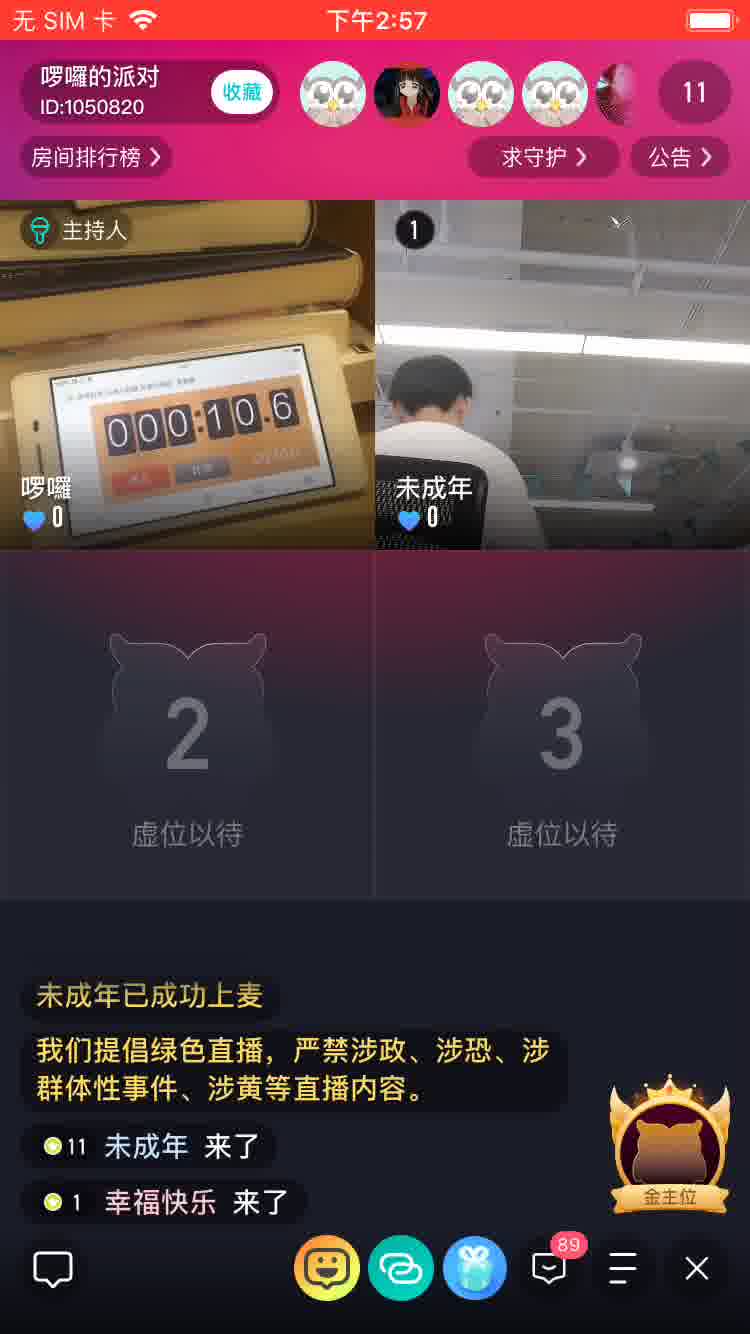 无 SIM 卡
下午2:57
啰囉的派对
ID:1050820
收藏
11
房间排行榜
求守护
公告
主持人
1
000:10.6
啰囉
0
未成年
0
2
虚位以待
3
虚位以待
未成年已成功上麦
我们提倡绿色直播，严禁涉政、涉恐、涉
群体性事件、涉黄等直播内容。
11 未成年 来了
1 幸福快乐 来了
金主位
89